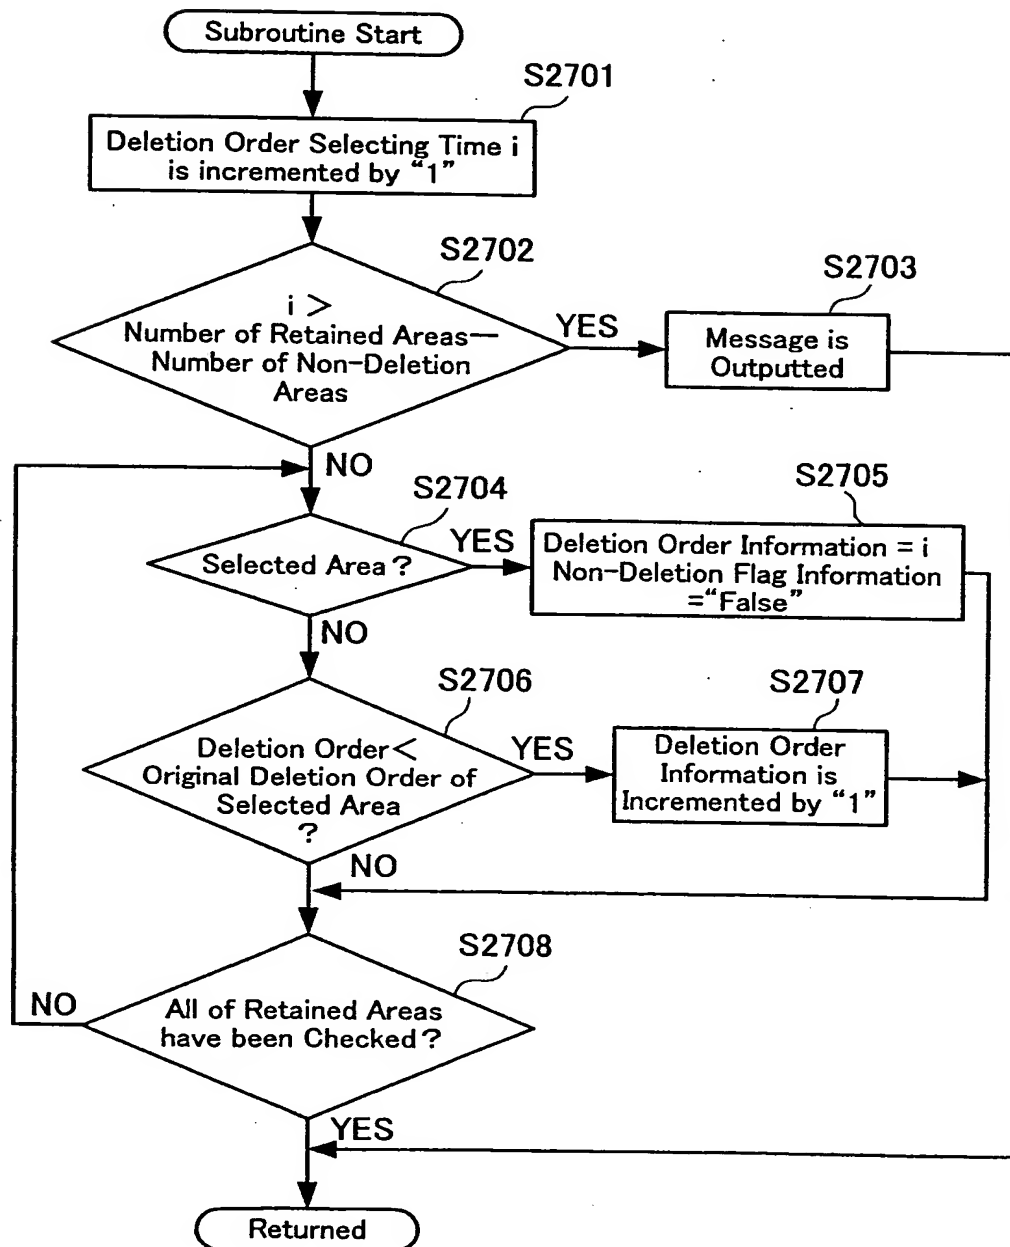 Subroutine Start
S2701
Deletion Order Selecting Time i
is incremented by “1”
S2702
i >
Number of Retained Areas—
Number of Non-Deletion
Areas
YES
S2703
Message is
Outputted
NO
S2704
Selected Area?
YES
S2705
Deletion Order Information = i
Non-Deletion Flag Information
=“False”
NO
S2706
Deletion Order<
Original Deletion Order of
Selected Area
?
YES
S2707
Deletion Order
Information is
Incremented by “1”
NO
S2708
All of Retained Areas
have been Checked?
NO
YES
Returned